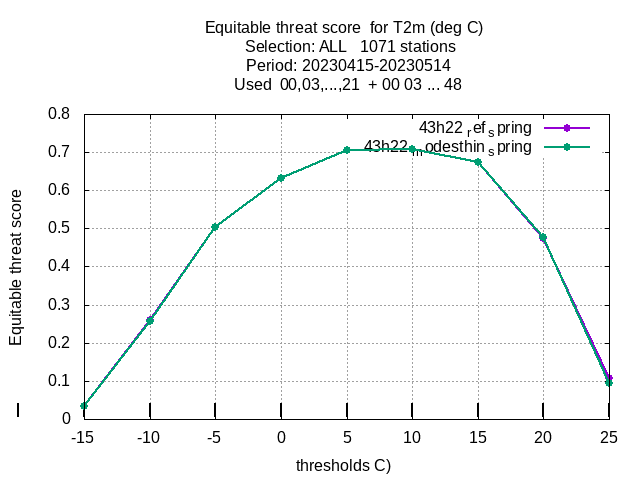 Equitable threat score  for T2m (deg C)
Selection: ALL   1071 stations
Period: 20230415-20230514
Used  00,03,...,21  + 00 03 ... 48
43h22 ref spring
43h22 modesthin spring
Equitable threat score
0.8
0.7
0.6
0.5
0.4
0.3
0.2
0.1
0
-15 -10 -5 0 5 10 15 20 25
thresholds C)